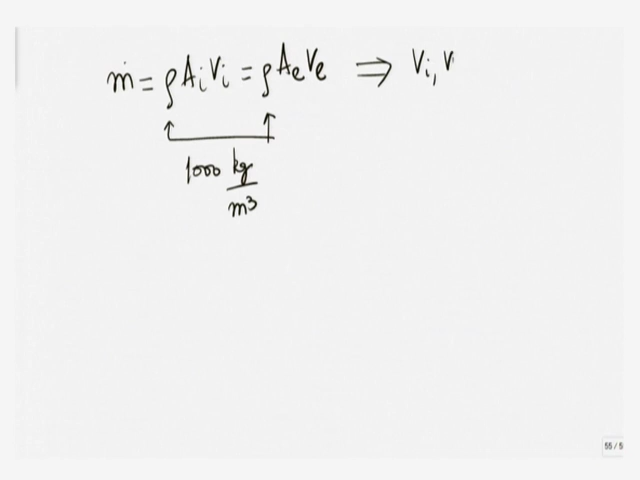 ṁ = ρAᵢVᵢ = ρAₑVₑ ⇒ Vᵢ, V
1000 kg/m³
55 / 5